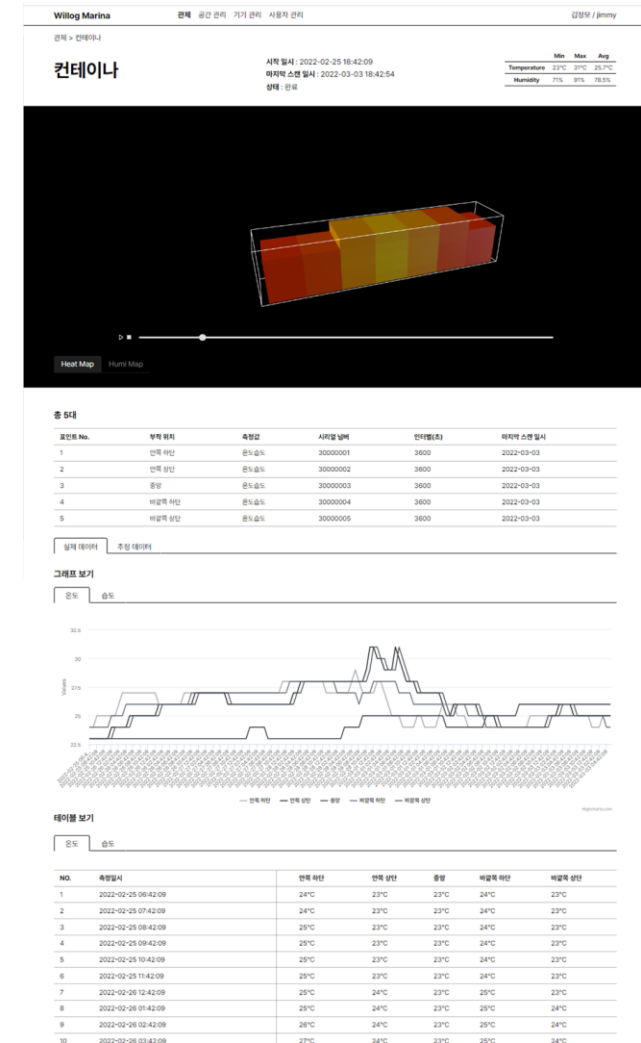 Willog Marina 관제 공간 관리 기기 관리 사용자 관리 김정모 / jimmy
관제 > 컨테이나
컨테이나
시작 일시 : 2022-02-25 18:42:09
마지막 스캔 일시 : 2022-03-03 18:42:54
상태 : 완료
Min Max Avg
Temperature 23°C 31°C 25.7°C
Humidity 71% 91% 78.5%
Heat Map Humi Map
총 5대
포인트 No. 부착 위치 측정값 시리얼 넘버 인터벌(초) 마지막 스캔 일시
1 안쪽 하단 온도습도 30000001 3600 2022-03-03
2 안쪽 상단 온도습도 30000002 3600 2022-03-03
3 중앙 온도습도 30000003 3600 2022-03-03
4 바깥쪽 하단 온도습도 30000004 3600 2022-03-03
5 바깥쪽 상단 온도습도 30000005 3600 2022-03-03
실제 데이터 추정 데이터
그래프 보기
온도 습도
32.5
30
27.5
25
22.5
Values
안쪽 하단 안쪽 상단 중앙 바깥쪽 하단 바깥쪽 상단
Highcharts.com
테이블 보기
온도 습도
NO. 측정일시 안쪽 하단 안쪽 상단 중앙 바깥쪽 하단 바깥쪽 상단
1 2022-02-25 06:42:09 24°C 23°C 23°C 24°C 23°C
2 2022-02-25 07:42:09 24°C 23°C 23°C 24°C 23°C
3 2022-02-25 08:42:09 25°C 23°C 23°C 24°C 23°C
4 2022-02-25 09:42:09 25°C 23°C 23°C 24°C 23°C
5 2022-02-25 10:42:09 25°C 23°C 23°C 24°C 23°C
6 2022-02-25 11:42:09 25°C 23°C 23°C 24°C 23°C
7 2022-02-26 12:42:09 25°C 24°C 23°C 25°C 23°C
8 2022-02-26 01:42:09 25°C 24°C 23°C 25°C 24°C
9 2022-02-26 02:42:09 26°C 24°C 23°C 25°C 24°C
10 2022-02-26 03:42:09 27°C 24°C 23°C 25°C 24°C